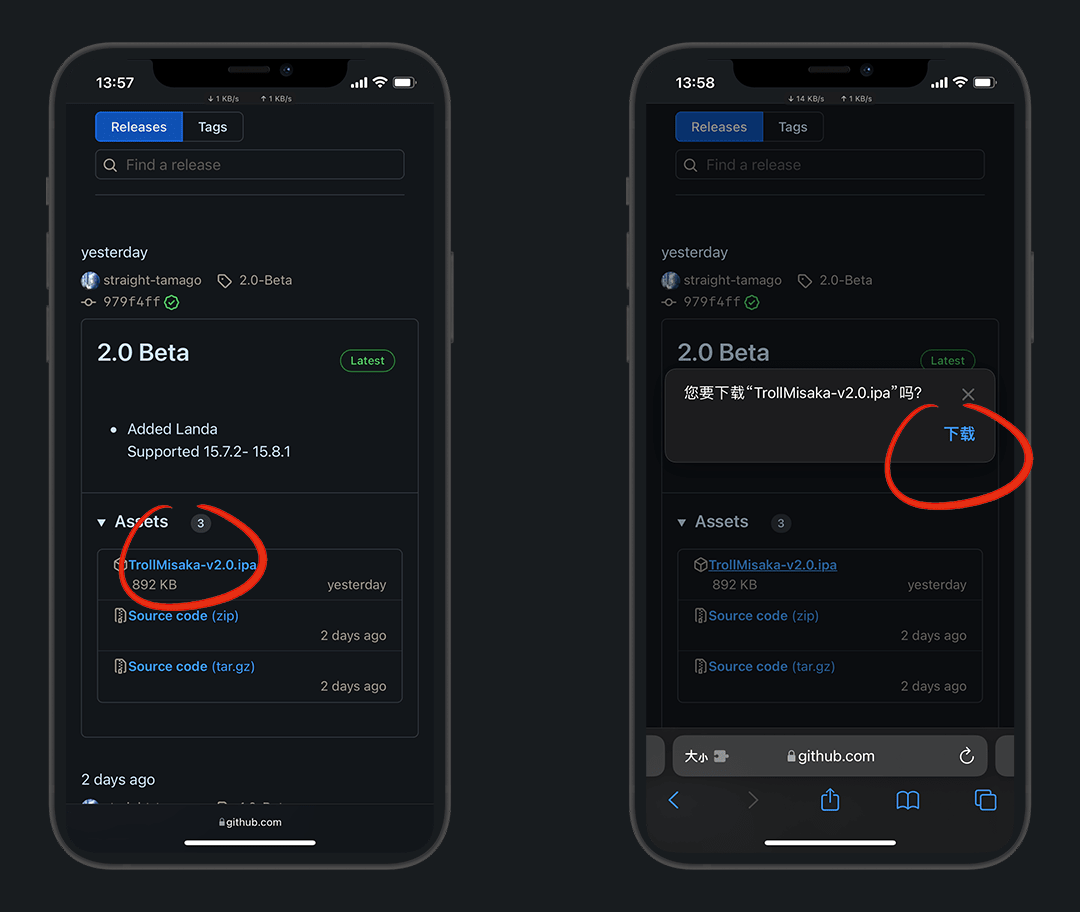 13:57
↓ 1 KB/s ↑ 1 KB/s
Releases Tags
Find a release
yesterday
straight-tamago 2.0-Beta
979f4ff
2.0 Beta Latest
• Added Landa
Supported 15.7.2- 15.8.1
Assets 3
TrollMisaka-v2.0.ipa
892 KB yesterday
Source code (zip)
2 days ago
Source code (tar.gz)
2 days ago
2 days ago
github.com
13:58
↓ 14 KB/s ↑ 1 KB/s
Releases Tags
Find a release
yesterday
straight-tamago 2.0-Beta
979f4ff
2.0 Beta Latest
您要下载“TrollMisaka-v2.0.ipa”吗?
下载
Assets 3
TrollMisaka-v2.0.ipa
892 KB yesterday
Source code (zip)
2 days ago
Source code (tar.gz)
2 days ago
大小 github.com